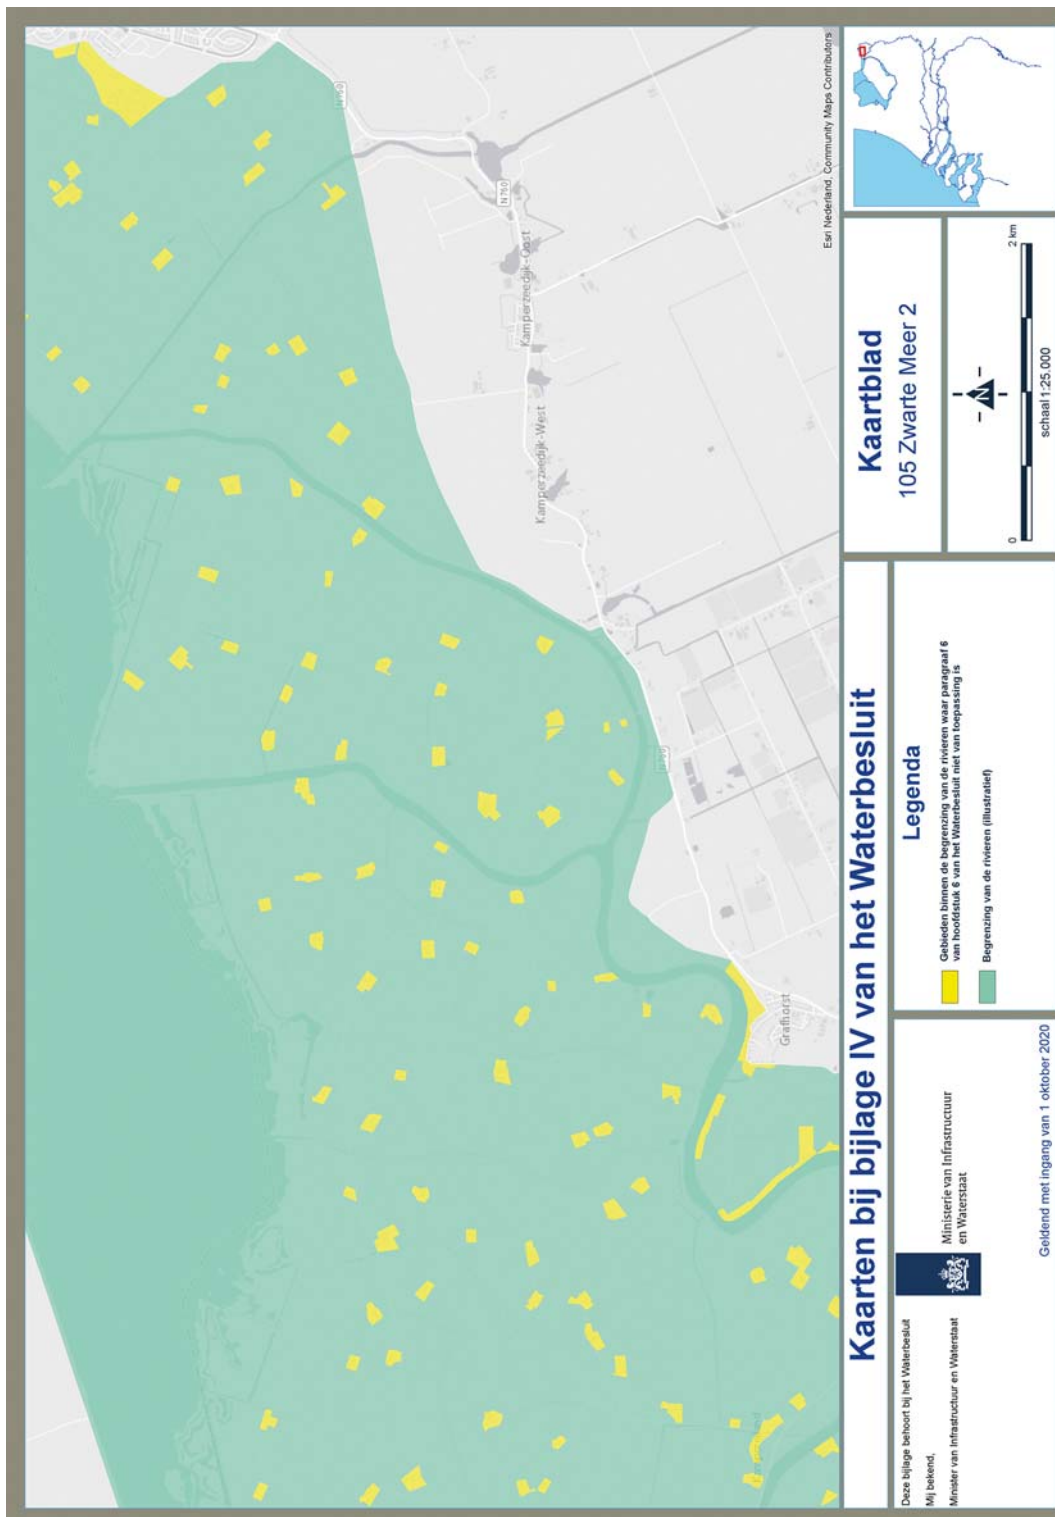 N760
N760
Kamperzeedijk-Oost
Kamperzeedijk-West
Grafhorst
Esri Nederland, Community Maps Contributors
Kaarten bij bijlage IV van het Waterbesluit
Kaartblad
105 Zwarte Meer 2
Deze bijlage behoort bij het Waterbesluit
Mij bekend,
Minister van Infrastructuur en Waterstaat
Ministerie van Infrastructuur
en Waterstaat
Geldend met ingang van 1 oktober 2020
Legenda
Gebieden binnen de begrenzing van de rivieren waar paragraaf 6
van hoofdstuk 6 van het Waterbesluit niet van toepassing is
Begrenzing van de rivieren (illustratief)
N
0
2 km
schaal 1:25.000